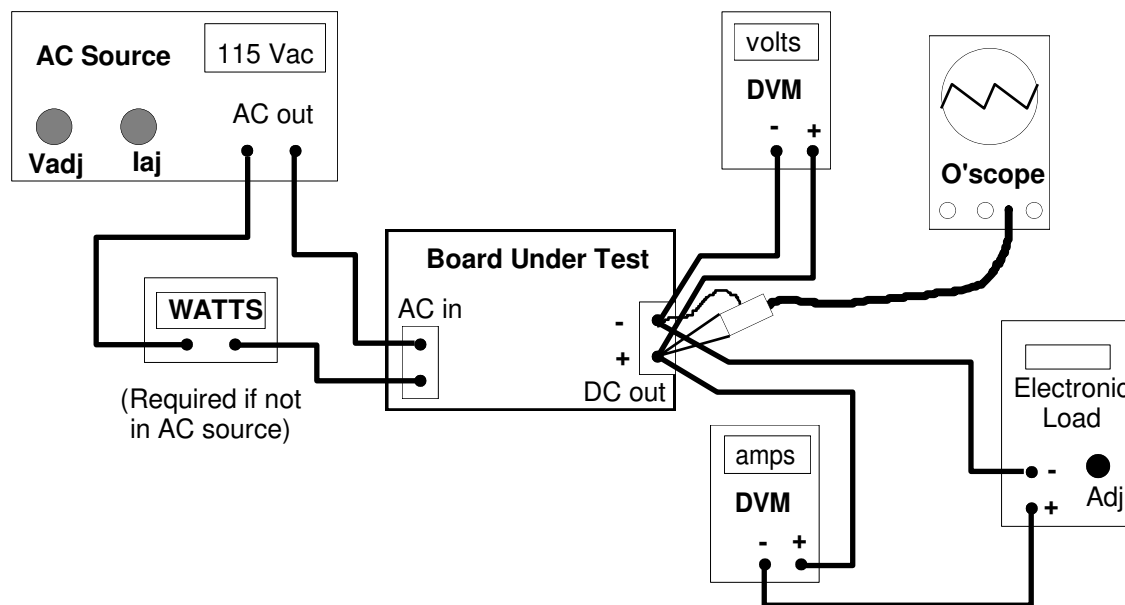 AC Source
115 Vac
AC out
Vadj
Iaj
WATTS
(Required if not
in AC source)
Board Under Test
AC in
-
+
DC out
volts
DVM
- +
O'scope
amps
DVM
- +
Electronic
Load
-
Adj
+